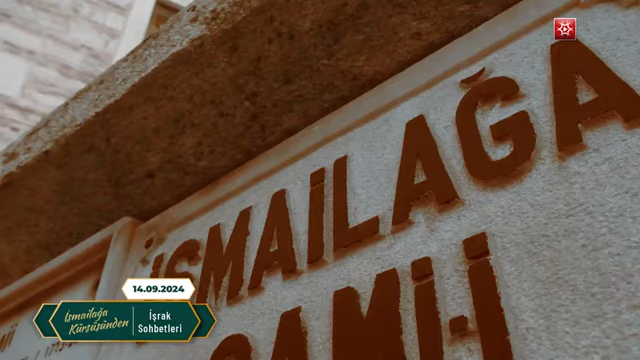 İSMAİLAĞA
CAMİ-İ
14.09.2024
İsmailağa
Kürsüsünden
İşrak
Sohbetleri